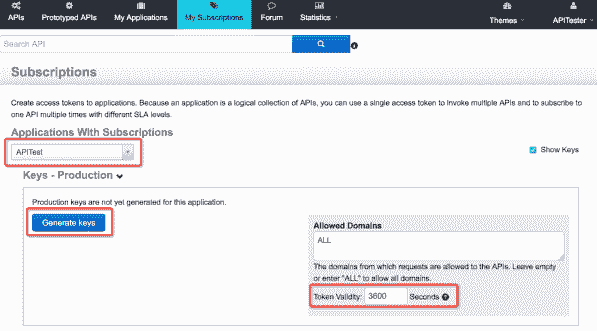 APIs Prototyped APIs My Applications My Subscriptions Forum Statistics Themes APITester
Search API
Subscriptions
Create access tokens to applications. Because an application is a logical collection of APIs, you can use a single access token to invoke multiple APIs and to subscribe to
one API multiple times with different SLA levels.
Applications With Subscriptions
APITest
Show Keys
Keys - Production
Production keys are not yet generated for this application.
Generate keys
Allowed Domains
ALL
The domains from which requests are allowed to the APIs. Leave empty
or enter "ALL" to allow all domains.
Token Validity: 3600 Seconds